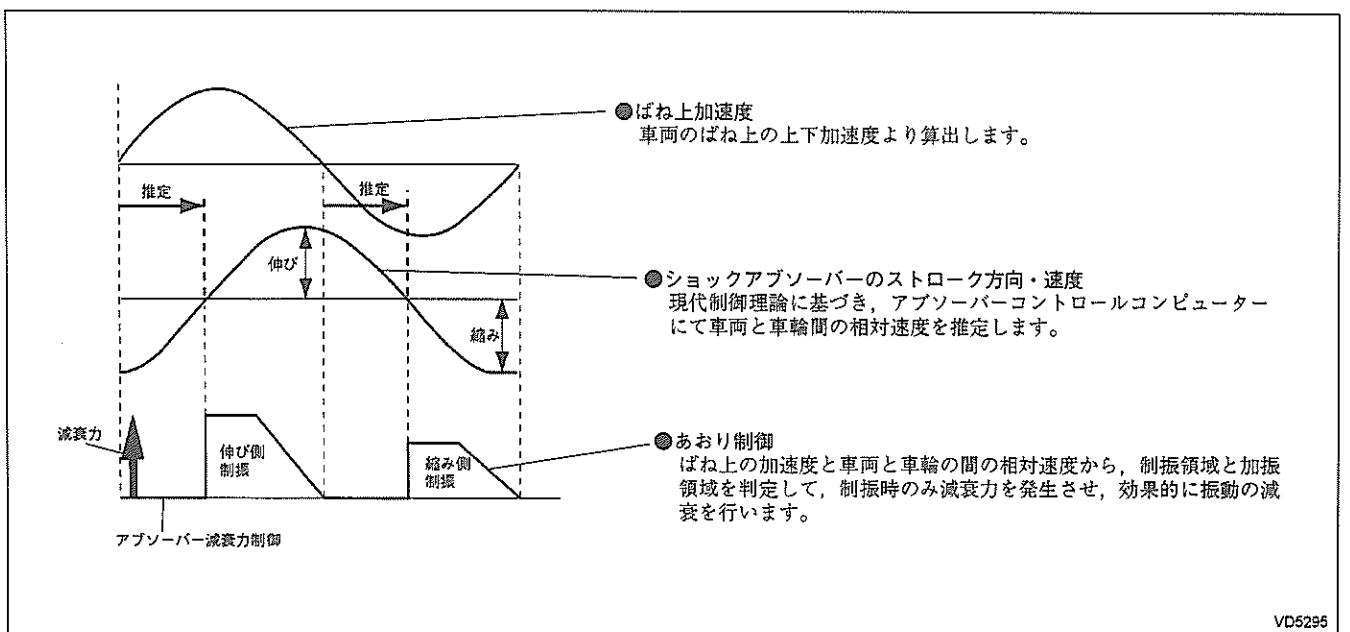 ●ばね上加速度
車両のばね上の上下加速度より算出します。
推定
推定
伸び
縮み
●ショックアブソーバーのストローク方向・速度
現代制御理論に基づき，アブソーバーコントロールコンピューター
にて車両と車輪間の相対速度を推定します。
減衰力
伸び側
制振
縮み側
制振
●あおり制御
ばね上の加速度と車両と車輪の間の相対速度から，制振領域と加振
領域を判定して，制振時のみ減衰力を発生させ，効果的に振動の減
衰を行います。
アブソーバー減衰力制御
VD5295